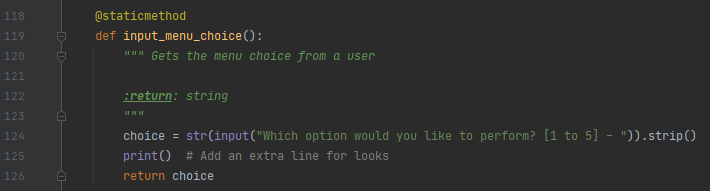 118 @staticmethod
119 def input_menu_choice():
120 """ Gets the menu choice from a user
121
122 :return: string
123 """
124 choice = str(input("Which option would you like to perform? [1 to 5] - ")).strip()
125 print()  # Add an extra line for looks
126 return choice